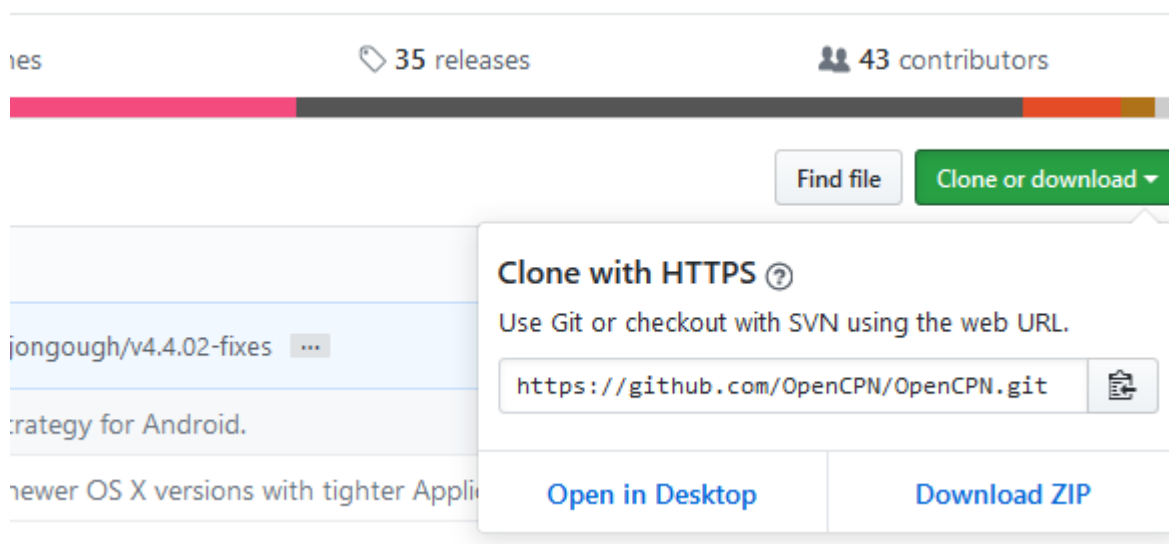 nes
35 releases
43 contributors
Find file
Clone or download
Clone with HTTPS
Use Git or checkout with SVN using the web URL.
jongough/v4.4.02-fixes ...
https://github.com/OpenCPN/OpenCPN.git
trategy for Android.
newer OS X versions with tighter Appli
Open in Desktop
Download ZIP